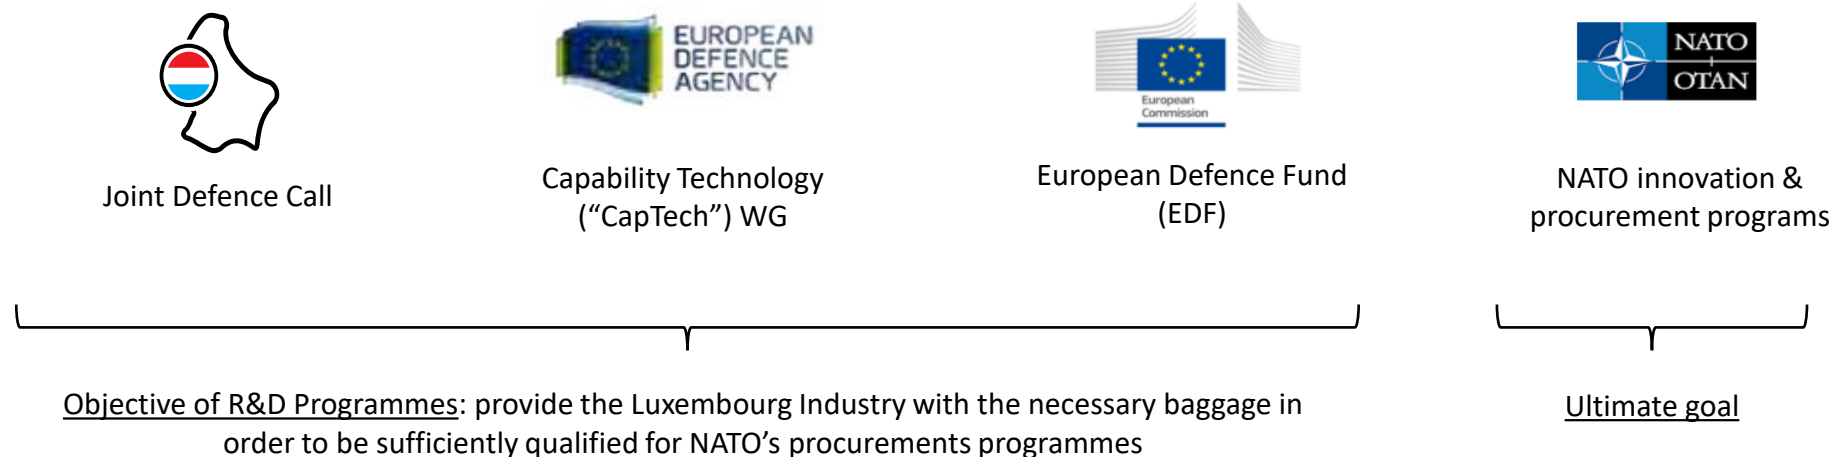 EUROPEAN
DEFENCE
AGENCY
European
Commission
NATO
OTAN
Joint Defence Call
Capability Technology
(“CapTech”) WG
European Defence Fund
(EDF)
NATO innovation &
procurement programs
Objective of R&D Programmes: provide the Luxembourg Industry with the necessary baggage in
order to be sufficiently qualified for NATO’s procurements programmes
Ultimate goal